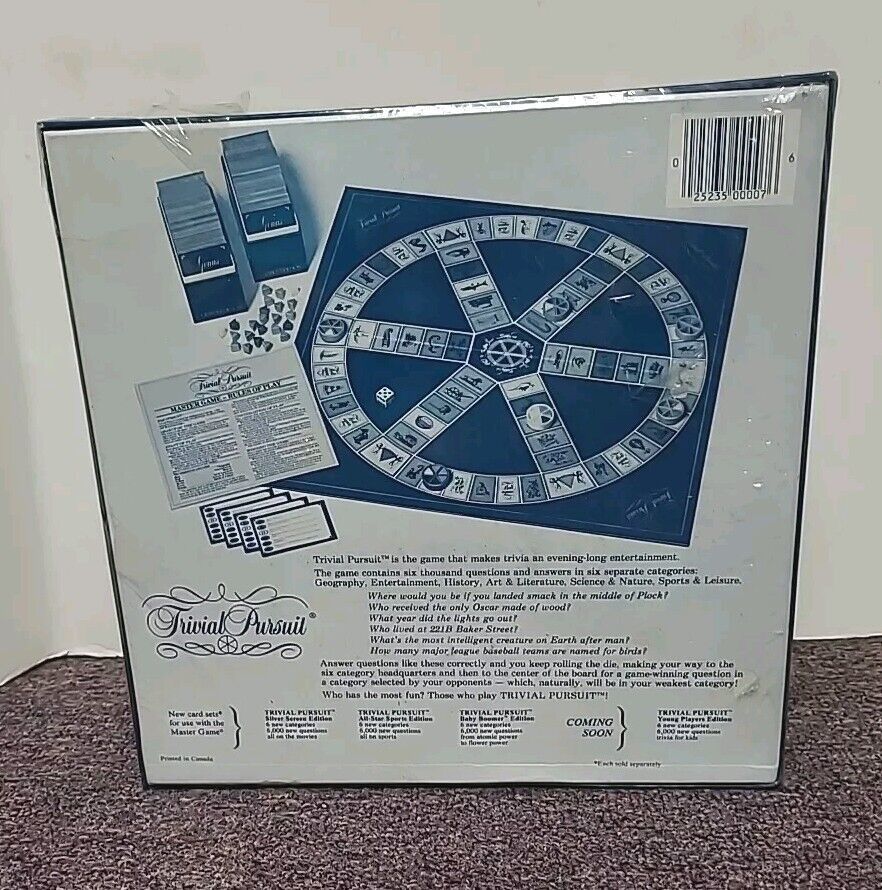 0 6
25235 00007
Trivial Pursuit
Genus
Genus
Trivial Pursuit
MASTER GAME - RULES OF PLAY
Trivial Pursuit
Trivial Pursuit™ is the game that makes trivia an evening-long entertainment.
The game contains six thousand questions and answers in six separate categories:
Geography, Entertainment, History, Art & Literature, Science & Nature, Sports & Leisure.
Where would you be if you landed smack in the middle of Plock?
Who received the only Oscar made of wood?
What year did the lights go out?
Who lived at 221B Baker Street?
What's the most intelligent creature on Earth after man?
How many major league baseball teams are named for birds?
Trivial Pursuit®
Answer questions like these correctly and you keep rolling the die, making your way to the
six category headquarters and then to the center of the board for a game-winning question in
a category selected by your opponents — which, naturally, will be in your weakest category!
Who has the most fun? Those who play TRIVIAL PURSUIT™!
New card sets*
for use with the
Master Game*
TRIVIAL PURSUIT™
Silver Screen Edition
6 new categories
6,000 new questions
all on the movies
TRIVIAL PURSUIT™
All-Star Sports Edition
6 new categories
6,000 new questions
all on sports
TRIVIAL PURSUIT™
Baby Boomer™ Edition
6 new categories
6,000 new questions
from atomic power
to flower power
COMING
SOON
TRIVIAL PURSUIT™
Young Players Edition
6 new categories
6,000 new questions
trivia for kids
Printed in Canada
*Each sold separately